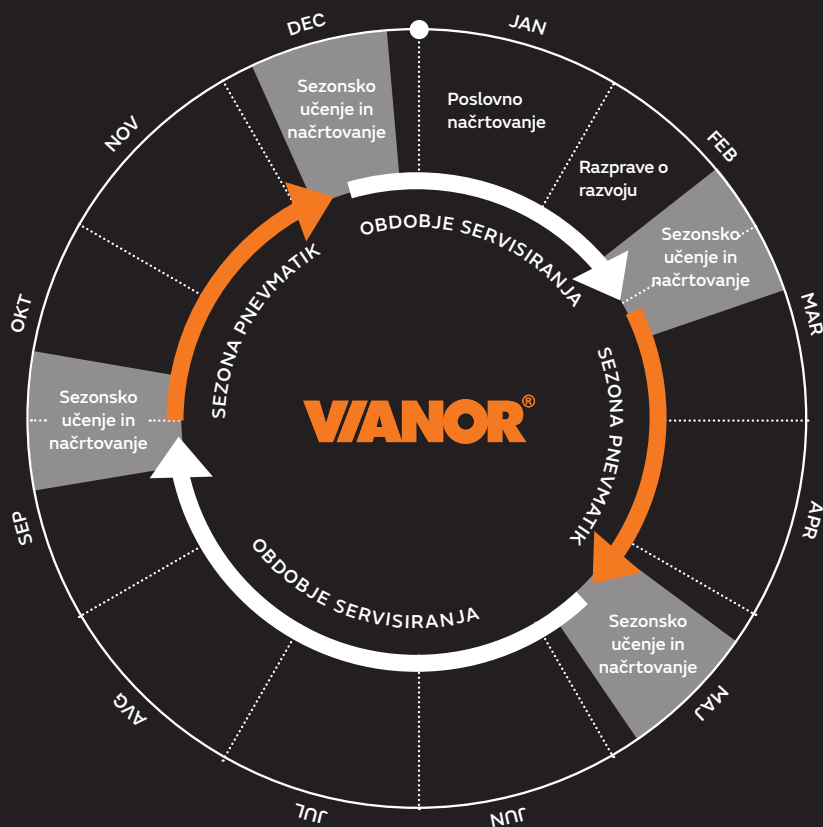 DEC
JAN
FEB
MAR
APR
MAJ
JUN
JUL
AVG
SEP
OKT
NOV
Sezonsko
učenje in
načrtovanje
Poslovno
načrtovanje
Razprave o
razvoju
Sezonsko
učenje in
načrtovanje
Sezonsko
učenje in
načrtovanje
Sezonsko
učenje in
načrtovanje
OBDOBJE SERVISIRANJA
SEZONA PNEVMATIK
OBDOBJE SERVISIRANJA
SEZONA PNEVMATIK
VIANOR®